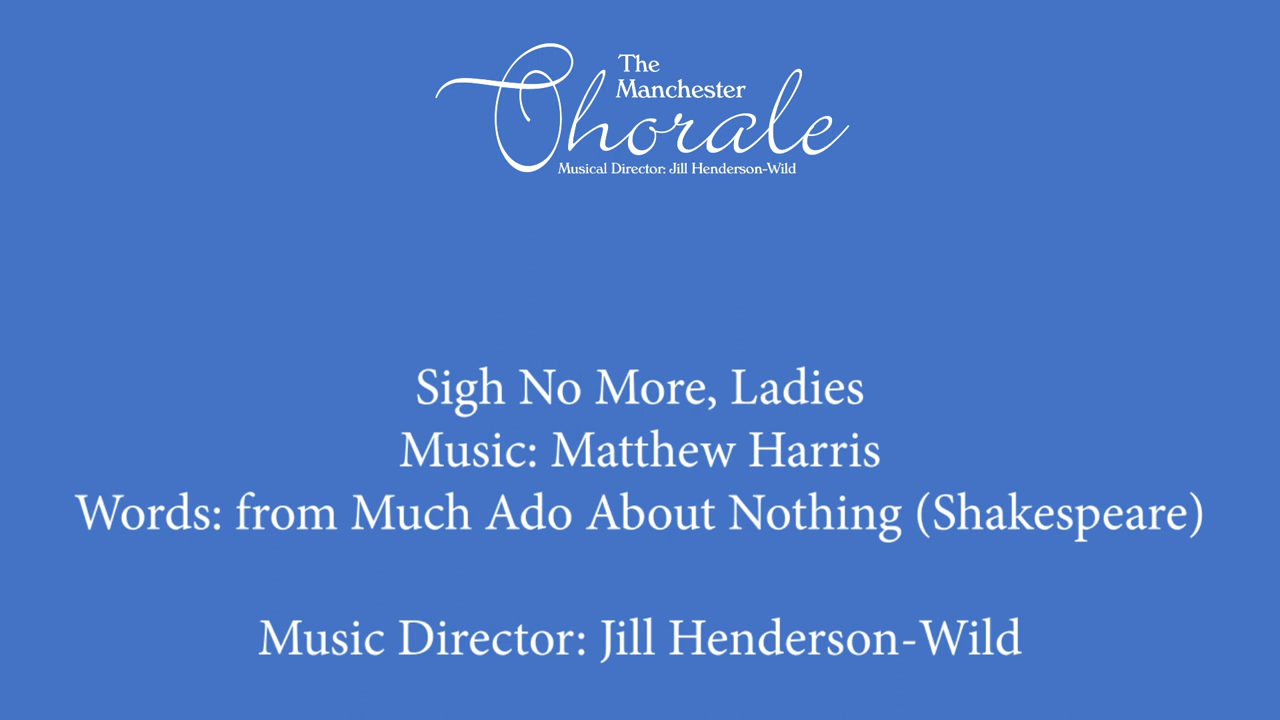 The
Manchester
Chorale
Musical Director: Jill Henderson-Wild
Sigh No More, Ladies
Music: Matthew Harris
Words: from Much Ado About Nothing (Shakespeare)
Music Director: Jill Henderson-Wild